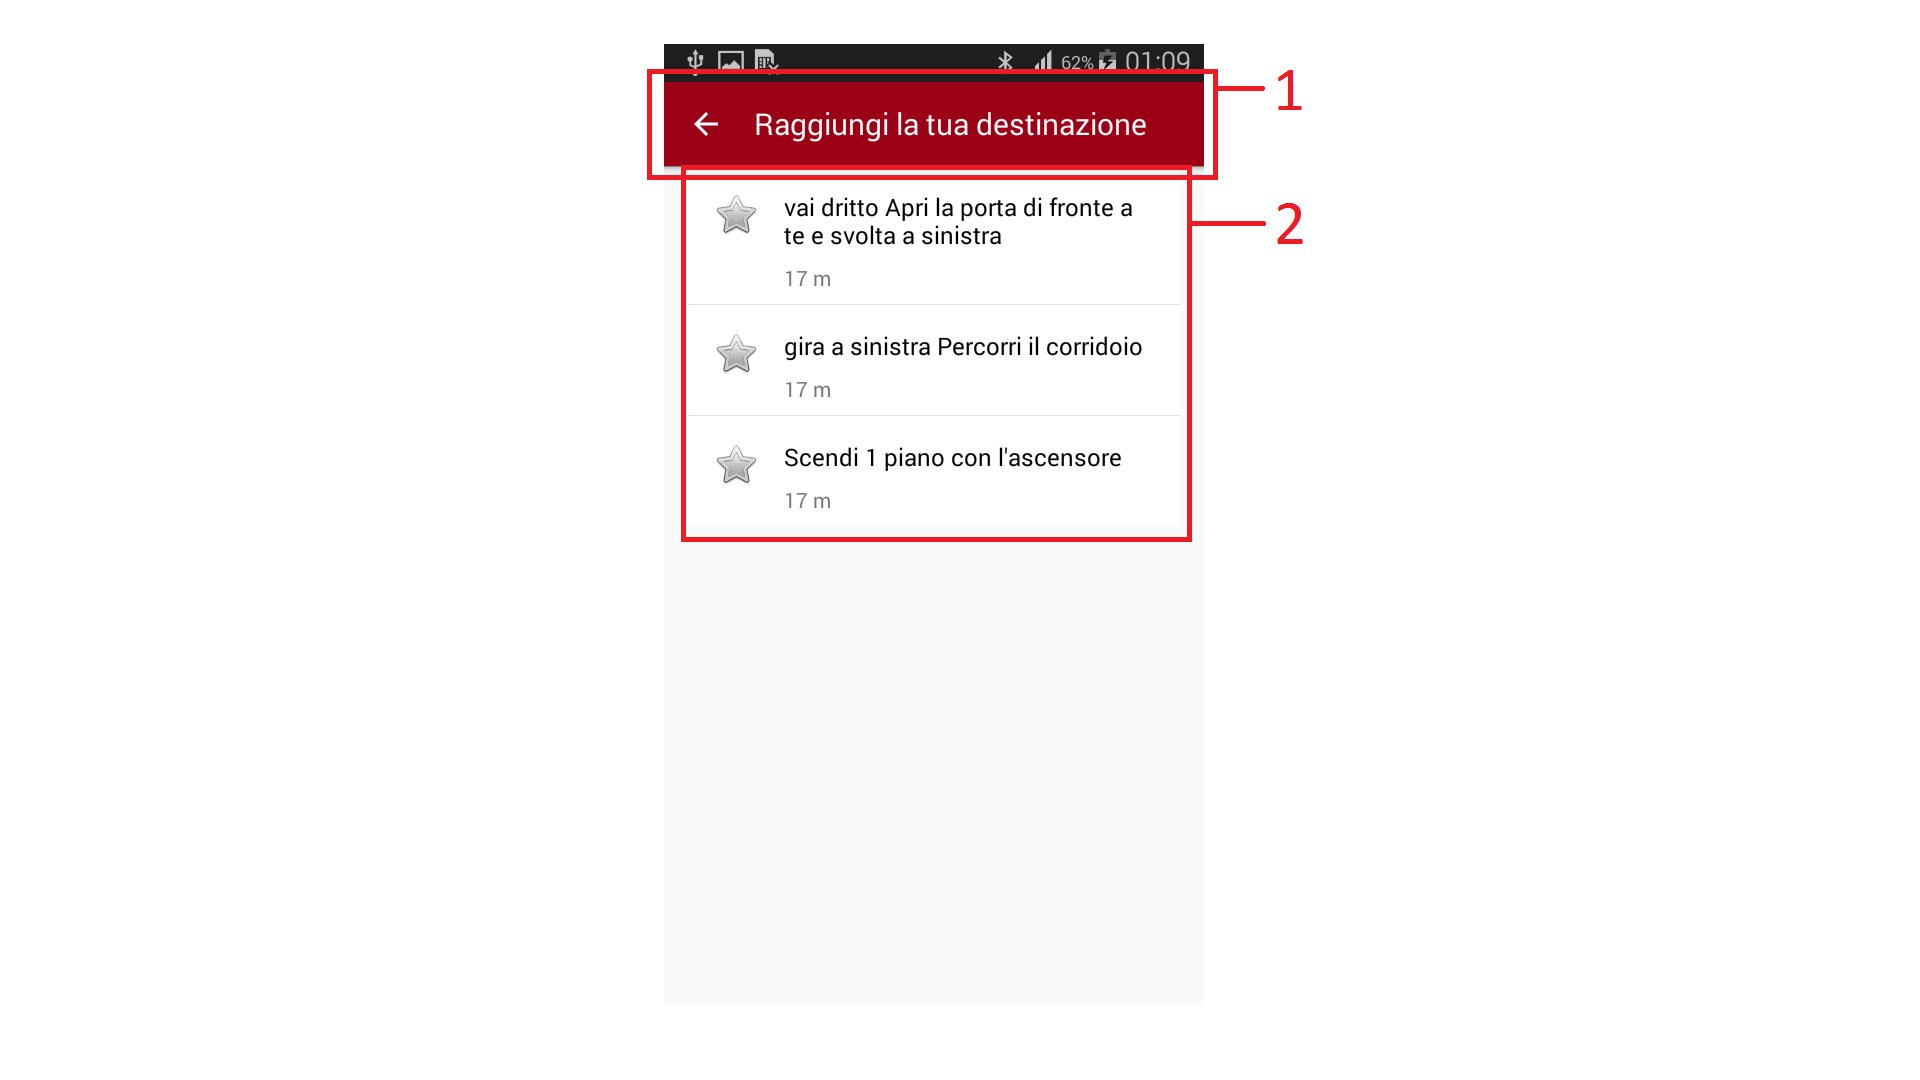 62% 01:09
1
Raggiungi la tua destinazione
2
vai dritto Apri la porta di fronte a
te e svolta a sinistra
17 m
gira a sinistra Percorri il corridoio
17 m
Scendi 1 piano con l'ascensore
17 m